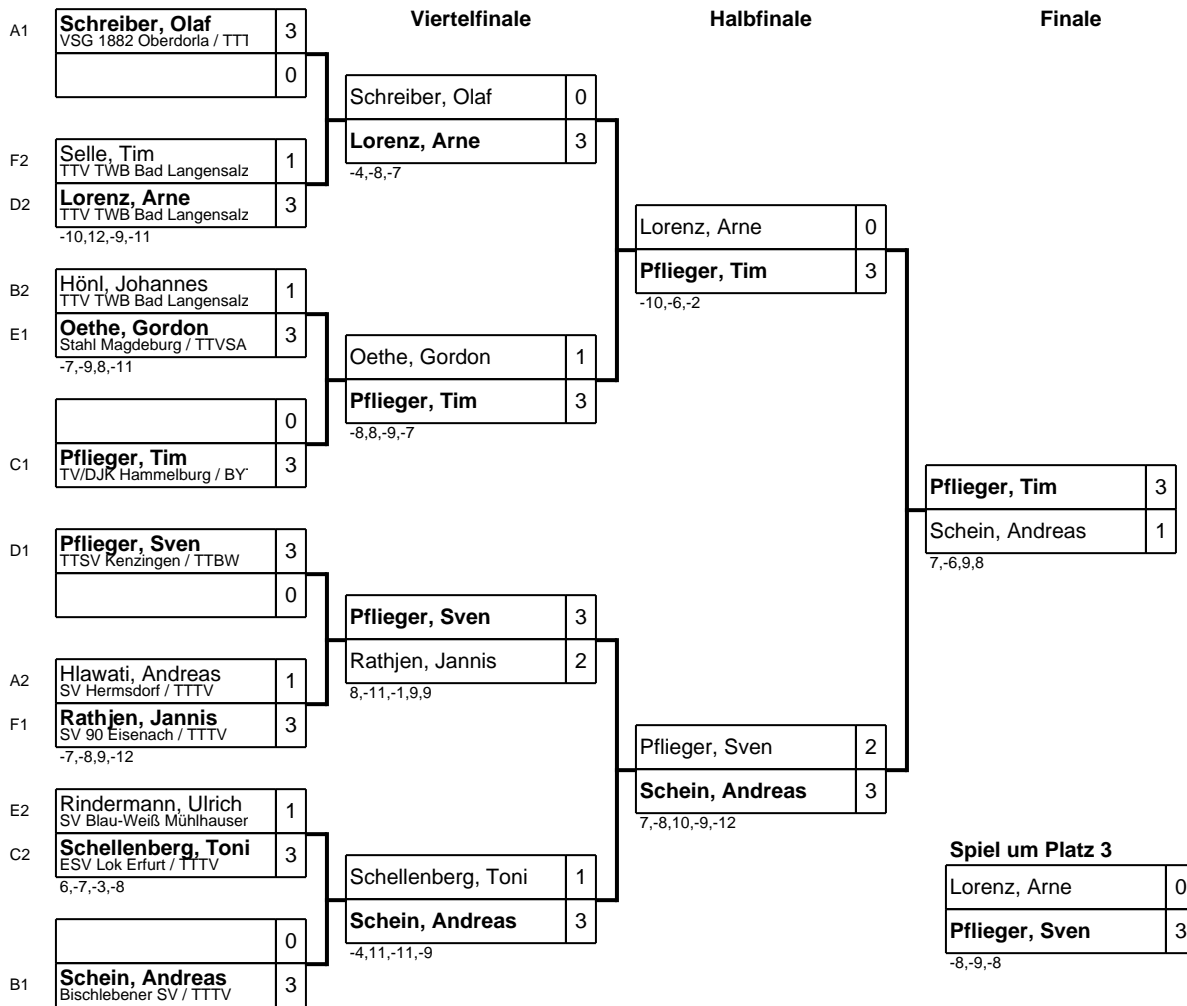 Viertelfinale
Halbfinale
Finale
A1
Schreiber, Olaf
3
VSG 1882 Oberdorla / TTT
0
F2
Selle, Tim
1
TTV TWB Bad Langensalz
D2
Lorenz, Arne
3
TTV TWB Bad Langensalz
-10,12,-9,-11
B2
Hönl, Johannes
1
TTV TWB Bad Langensalz
E1
Oethe, Gordon
3
Stahl Magdeburg / TTVSA
-7,-9,8,-11
0
C1
Pflieger, Tim
3
TV/DJK Hammelburg / BYT
D1
Pflieger, Sven
3
TTSV Kenzingen / TTBW
0
A2
Hlawati, Andreas
1
SV Hermsdorf / TTTV
F1
Rathjen, Jannis
3
SV 90 Eisenach / TTTV
-7,-8,9,-12
E2
Rindermann, Ulrich
1
SV Blau-Weiß Mühlhauser
C2
Schellenberg, Toni
3
ESV Lok Erfurt / TTTV
6,-7,-3,-8
0
B1
Schein, Andreas
3
Bischlebener SV / TTTV
Schreiber, Olaf 0
Lorenz, Arne 3
-4,-8,-7
Oethe, Gordon 1
Pflieger, Tim 3
-8,8,-9,-7
Pflieger, Sven 3
Rathjen, Jannis 2
8,-11,-1,9,9
Schellenberg, Toni 1
Schein, Andreas 3
-4,11,-11,-9
Lorenz, Arne 0
Pflieger, Tim 3
-10,-6,-2
Pflieger, Sven 2
Schein, Andreas 3
7,-8,10,-9,-12
Pflieger, Tim 3
Schein, Andreas 1
7,-6,9,8
Spiel um Platz 3
Lorenz, Arne 0
Pflieger, Sven 3
-8,-9,-8